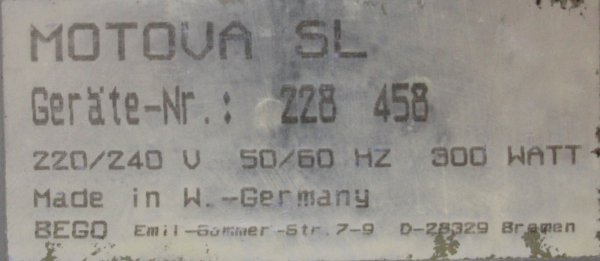 MOTOVA SL
Geräte-Nr.: 228 458
220/240 V 50/60 HZ 300 WATT
Made in W.-Germany
BEGO Emil-Sommer-Str.7-9 D-28329 Bremen